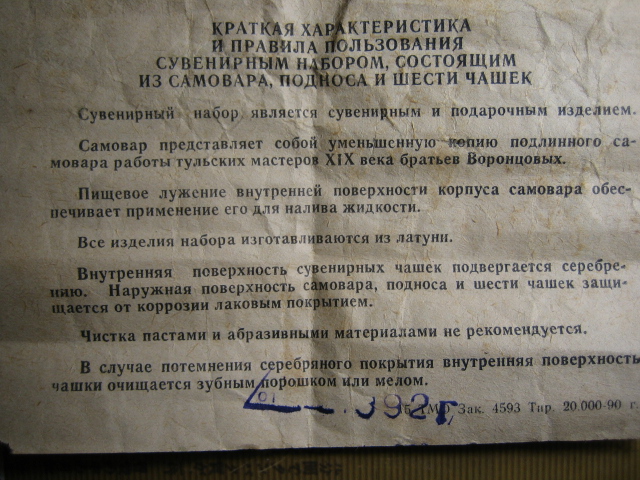 КРАТКАЯ ХАРАКТЕРИСТИКА
И ПРАВИЛА ПОЛЬЗОВАНИЯ
СУВЕНИРНЫМ НАБОРОМ, СОСТОЯЩИМ
ИЗ САМОВАРА, ПОДНОСА И ШЕСТИ ЧАШЕК
Сувенирный набор является сувенирным и подарочным изделием.
Самовар представляет собой уменьшенную копию подлинного са-
мовара работы тульских мастеров XIX века братьев Воронцовых.
Пищевое лужение внутренней поверхности корпуса самовара обес-
печивает применение его для налива жидкости.
Все изделия набора изготавливаются из латуни.
Внутренняя поверхность сувенирных чашек подвергается серебре-
нию. Наружная поверхность самовара, подноса и шести чашек защи-
щается от коррозии лаковым покрытием.
Чистка пастами и абразивными материалами не рекомендуется.
В случае потемнения серебряного покрытия внутренняя поверхность
чашки очищается зубным порошком или мелом.
Зак. 4593 Тир. 20.000-90 г.